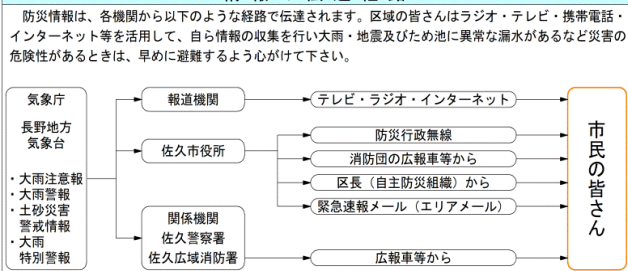 防災情報は、各機関から以下のような経路で伝達されます。区域の皆さんはラジオ・テレビ・携帯電話・
インターネット等を活用して、自ら情報の収集を行い大雨・地震及びため池に異常な漏水があるなど災害の
危険性があるときは、早めに避難するよう心がけて下さい。
気象庁
長野地方
気象台
・大雨注意報
・大雨警報
・土砂災害
警戒情報
・大雨
特別警報
報道機関
佐久市役所
関係機関
佐久警察署
佐久広域消防署
テレビ・ラジオ・インターネット
防災行政無線
消防団の広報車等から
区長（自主防災組織）から
緊急速報メール（エリアメール）
広報車等から
市民の皆さん